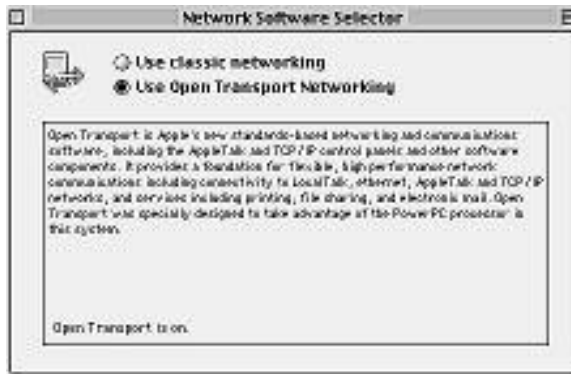 Network Software Selector
Use classic networking
Use Open Transport Networking
Open Transport is Apple's new standards-based networking and communications
software, including the AppleTalk and TCP/IP control panels and other software
components. It provides a foundation for flexible, high performance network
communications including connectivity to LocalTalk, ethernet, AppleTalk and TCP/IP
networks, and services including printing, file sharing, and electronic mail. Open
Transport was specially designed to take advantage of the PowerPC processor in
this system.
Open Transport is on.